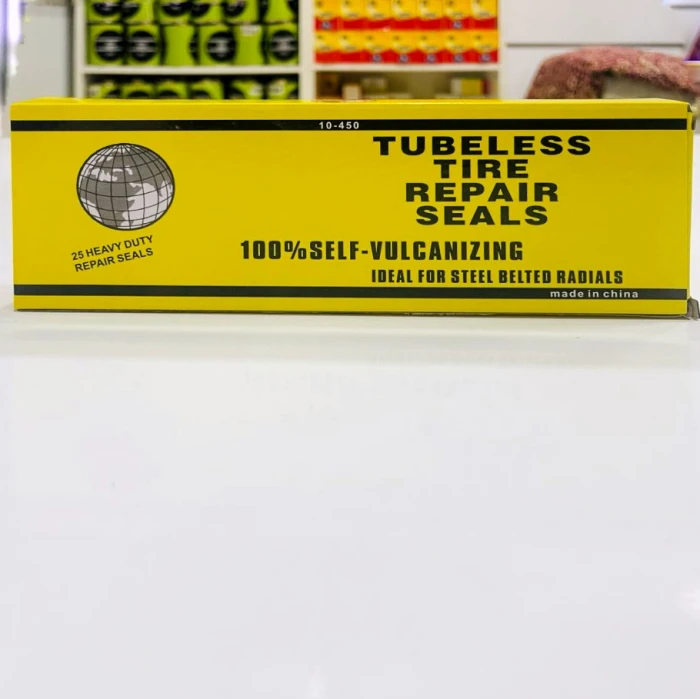 10-450
TUBELESS
TIRE
REPAIR
SEALS
25 HEAVY DUTY
REPAIR SEALS
100%SELF-VULCANIZING
IDEAL FOR STEEL BELTED RADIALS
made in china